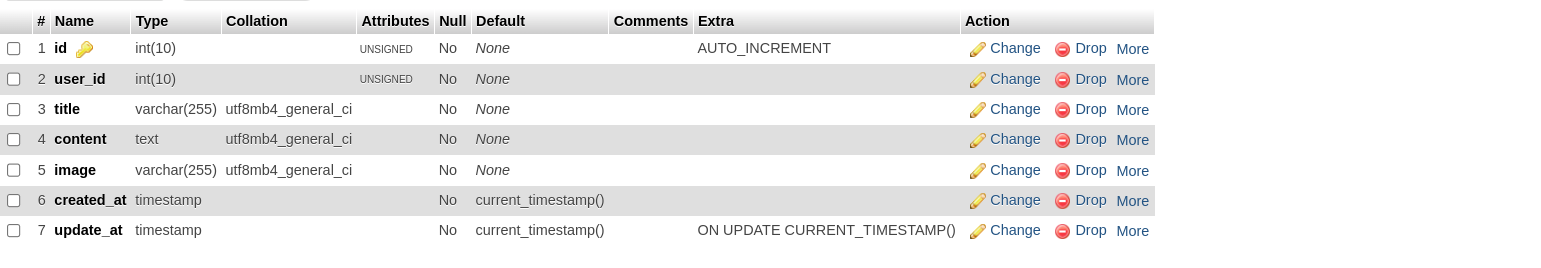 # Name Type Collation Attributes Null Default Comments Extra Action
1 id int(10) UNSIGNED No None AUTO_INCREMENT Change Drop More
2 user_id int(10) UNSIGNED No None Change Drop More
3 title varchar(255) utf8mb4_general_ci No None Change Drop More
4 content text utf8mb4_general_ci No None Change Drop More
5 image varchar(255) utf8mb4_general_ci No None Change Drop More
6 created_at timestamp No current_timestamp() Change Drop More
7 update_at timestamp No current_timestamp() ON UPDATE CURRENT_TIMESTAMP() Change Drop More